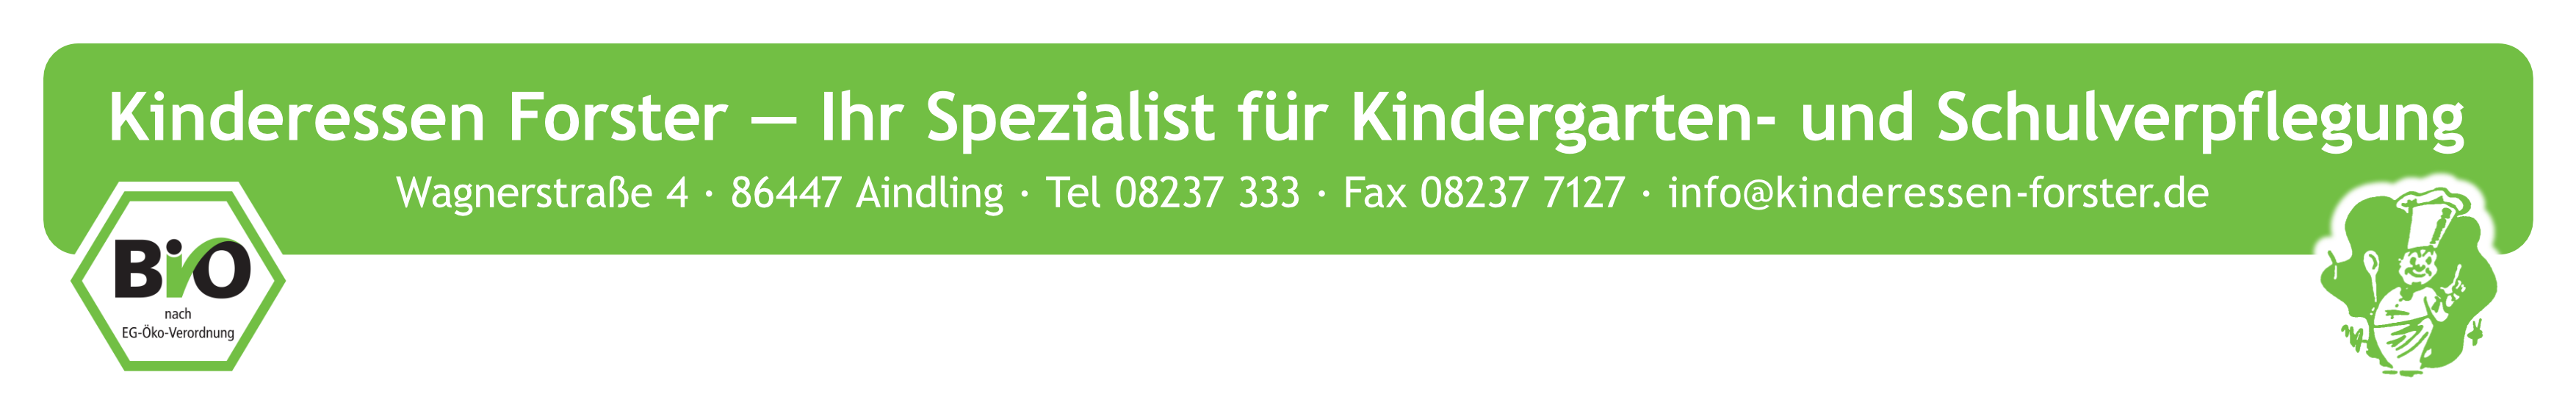 Kinderessen Forster — Ihr Spezialist für Kindergarten- und Schulverpflegung
Wagnerstraße 4 · 86447 Aindling · Tel 08237 333 · Fax 08237 7127 · info@kinderessen-forster.de
Bio
nach
EG-Öko-Verordnung